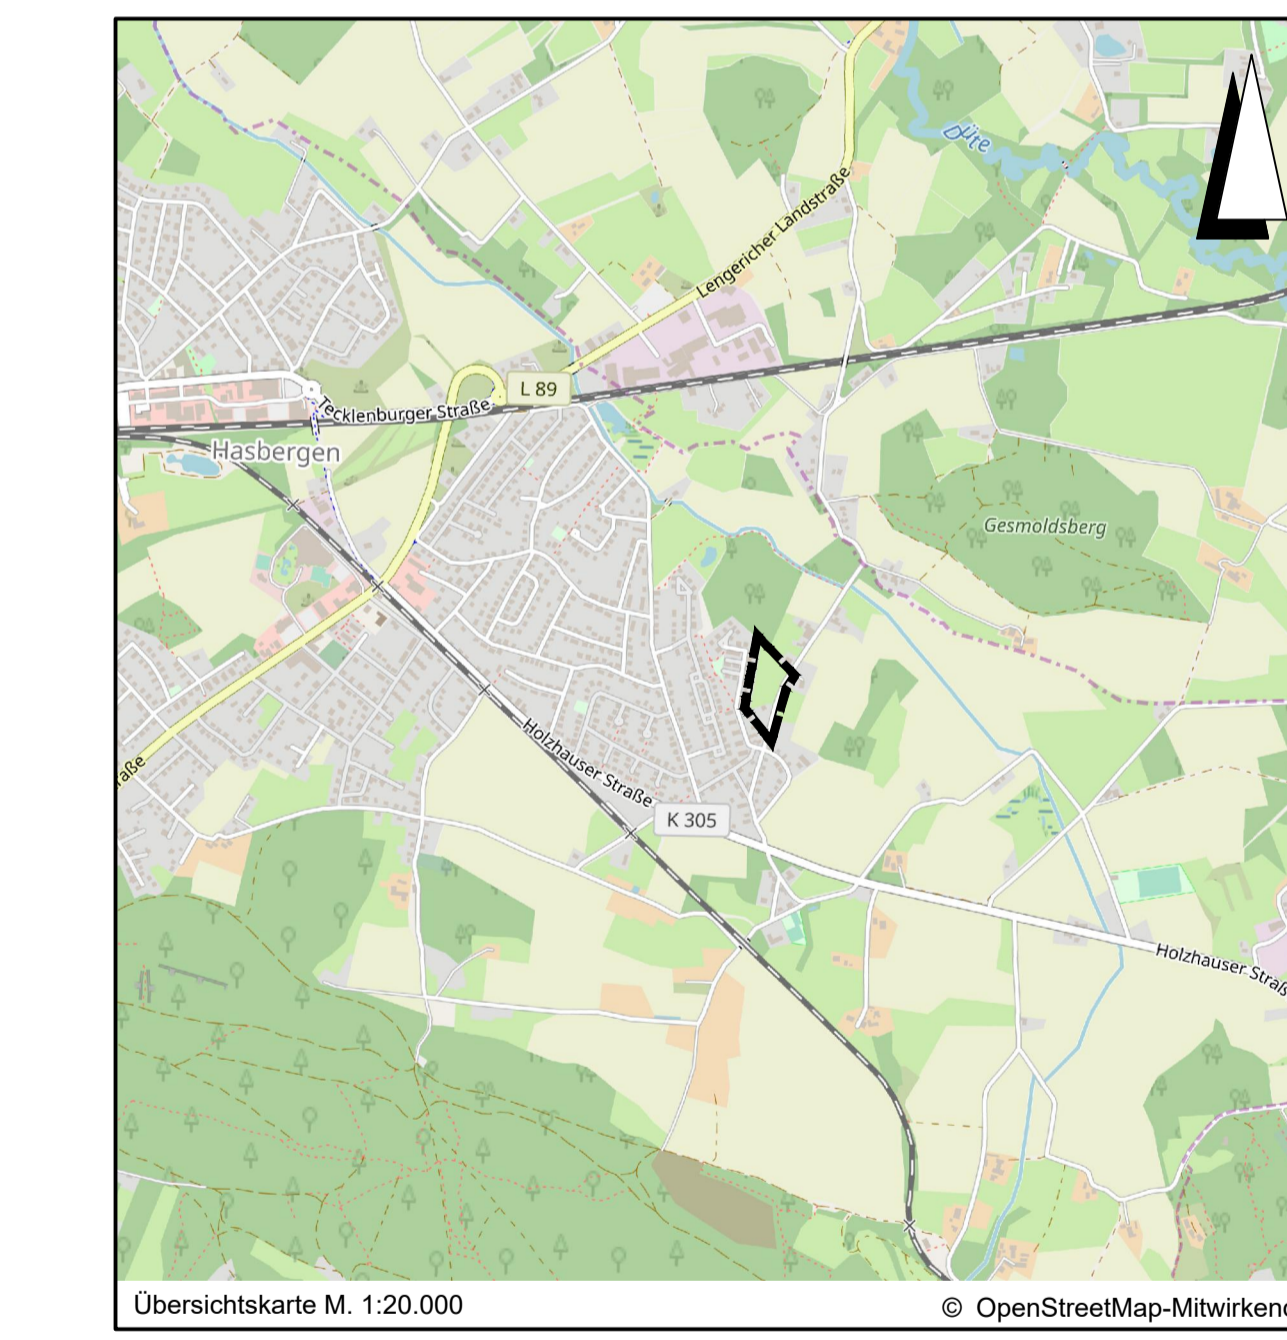 Düte
Lengericher Landstraße
L 89
Tecklenburger Straße
Hasbergen
Gesmoldsberg
raße
Holzhauser Straße
K 305
Holzhauser Straß
Übersichtskarte M. 1:20.000
© OpenStreetMap-Mitwirkend